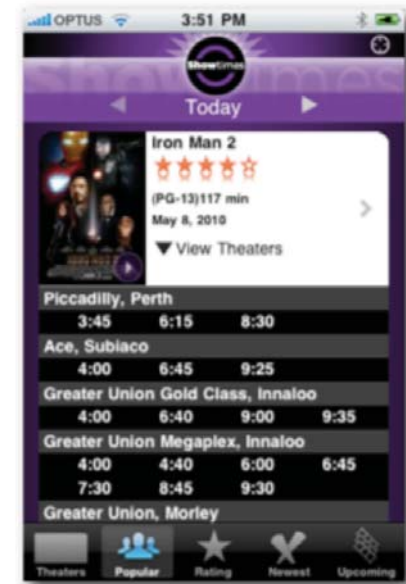 OPTUS 3:51 PM
Showtimes
Showtimes
Today
Iron Man 2
(PG-13)117 min
May 8, 2010
▼ View Theaters
Piccadilly, Perth
3:45 6:15 8:30
Ace, Subiaco
4:00 6:45 9:25
Greater Union Gold Class, Innaloo
4:00 6:40 9:00 9:35
Greater Union Megaplex, Innaloo
4:00 4:40 6:00 6:45
7:30 8:45 9:30
Greater Union, Morley
Theaters Popular Rating Newest Upcoming